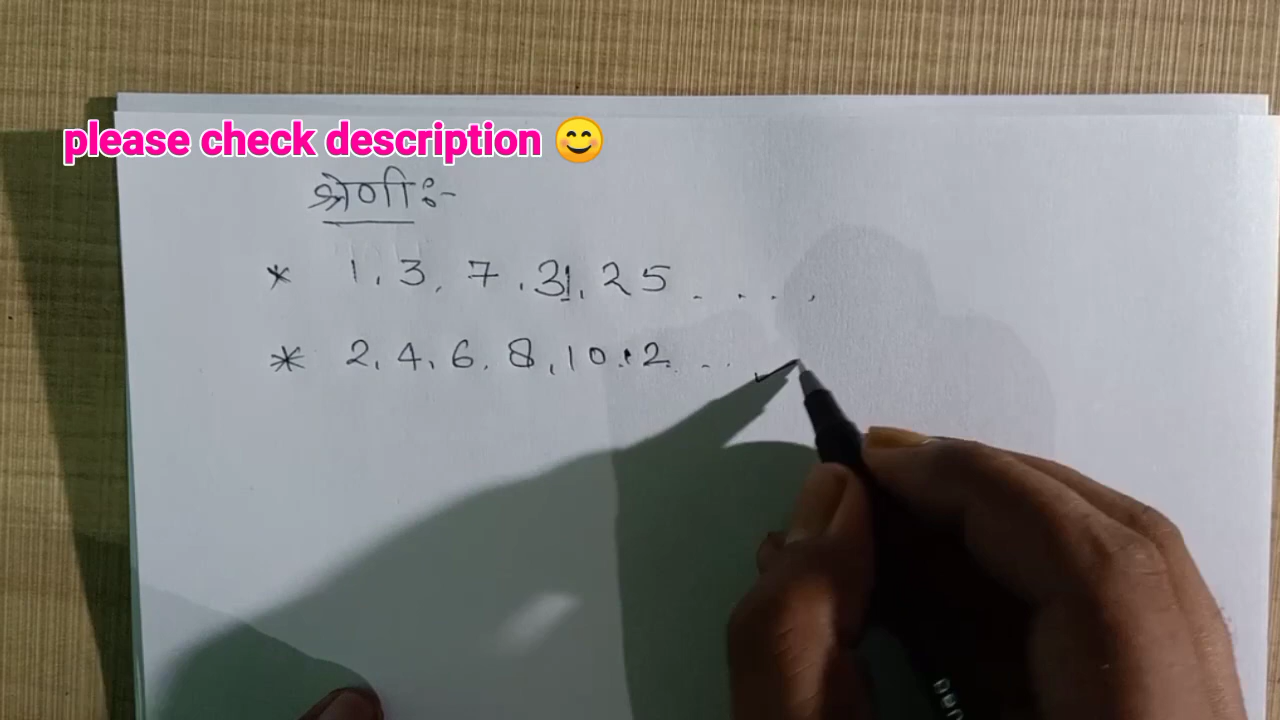 please check description 😊
श्रेणी :-
* 1, 3, 7, 31, 25 . . . .
* 2, 4, 6, 8, 10, 12 . . .